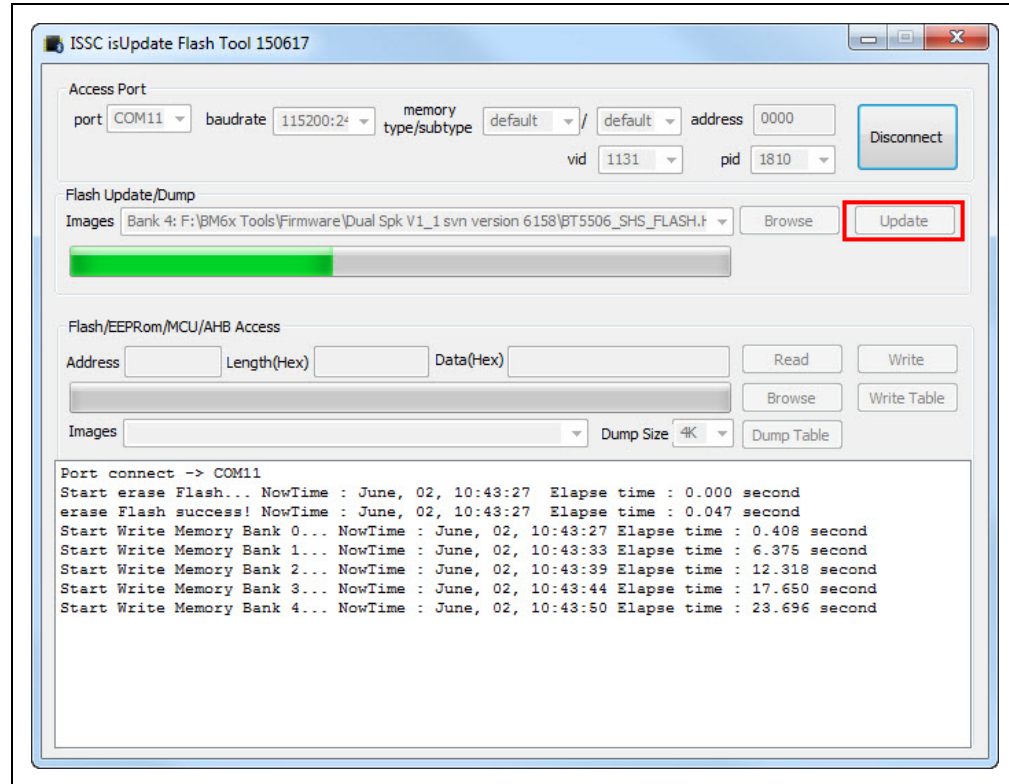 ISSC isUpdate Flash Tool 150617
Access Port
port COM11 baudrate 115200:24 memory type/subtype default / default address 0000
Disconnect
vid 1131 pid 1810
Flash Update/Dump
Images Bank 4: F:\BM6x Tools\Firmware\Dual Spk V1_1 svn version 6158\BT5506_SHS_FLASH.H Browse Update
Flash/EEPRom/MCU/AHB Access
Address Length(Hex) Data(Hex) Read Write
Browse Write Table
Images Dump Size 4K Dump Table
Port connect -> COM11
Start erase Flash... NowTime : June, 02, 10:43:27 Elapse time : 0.000 second
erase Flash success! NowTime : June, 02, 10:43:27 Elapse time : 0.047 second
Start Write Memory Bank 0... NowTime : June, 02, 10:43:27 Elapse time : 0.408 second
Start Write Memory Bank 1... NowTime : June, 02, 10:43:33 Elapse time : 6.375 second
Start Write Memory Bank 2... NowTime : June, 02, 10:43:39 Elapse time : 12.318 second
Start Write Memory Bank 3... NowTime : June, 02, 10:43:44 Elapse time : 17.650 second
Start Write Memory Bank 4... NowTime : June, 02, 10:43:50 Elapse time : 23.696 second